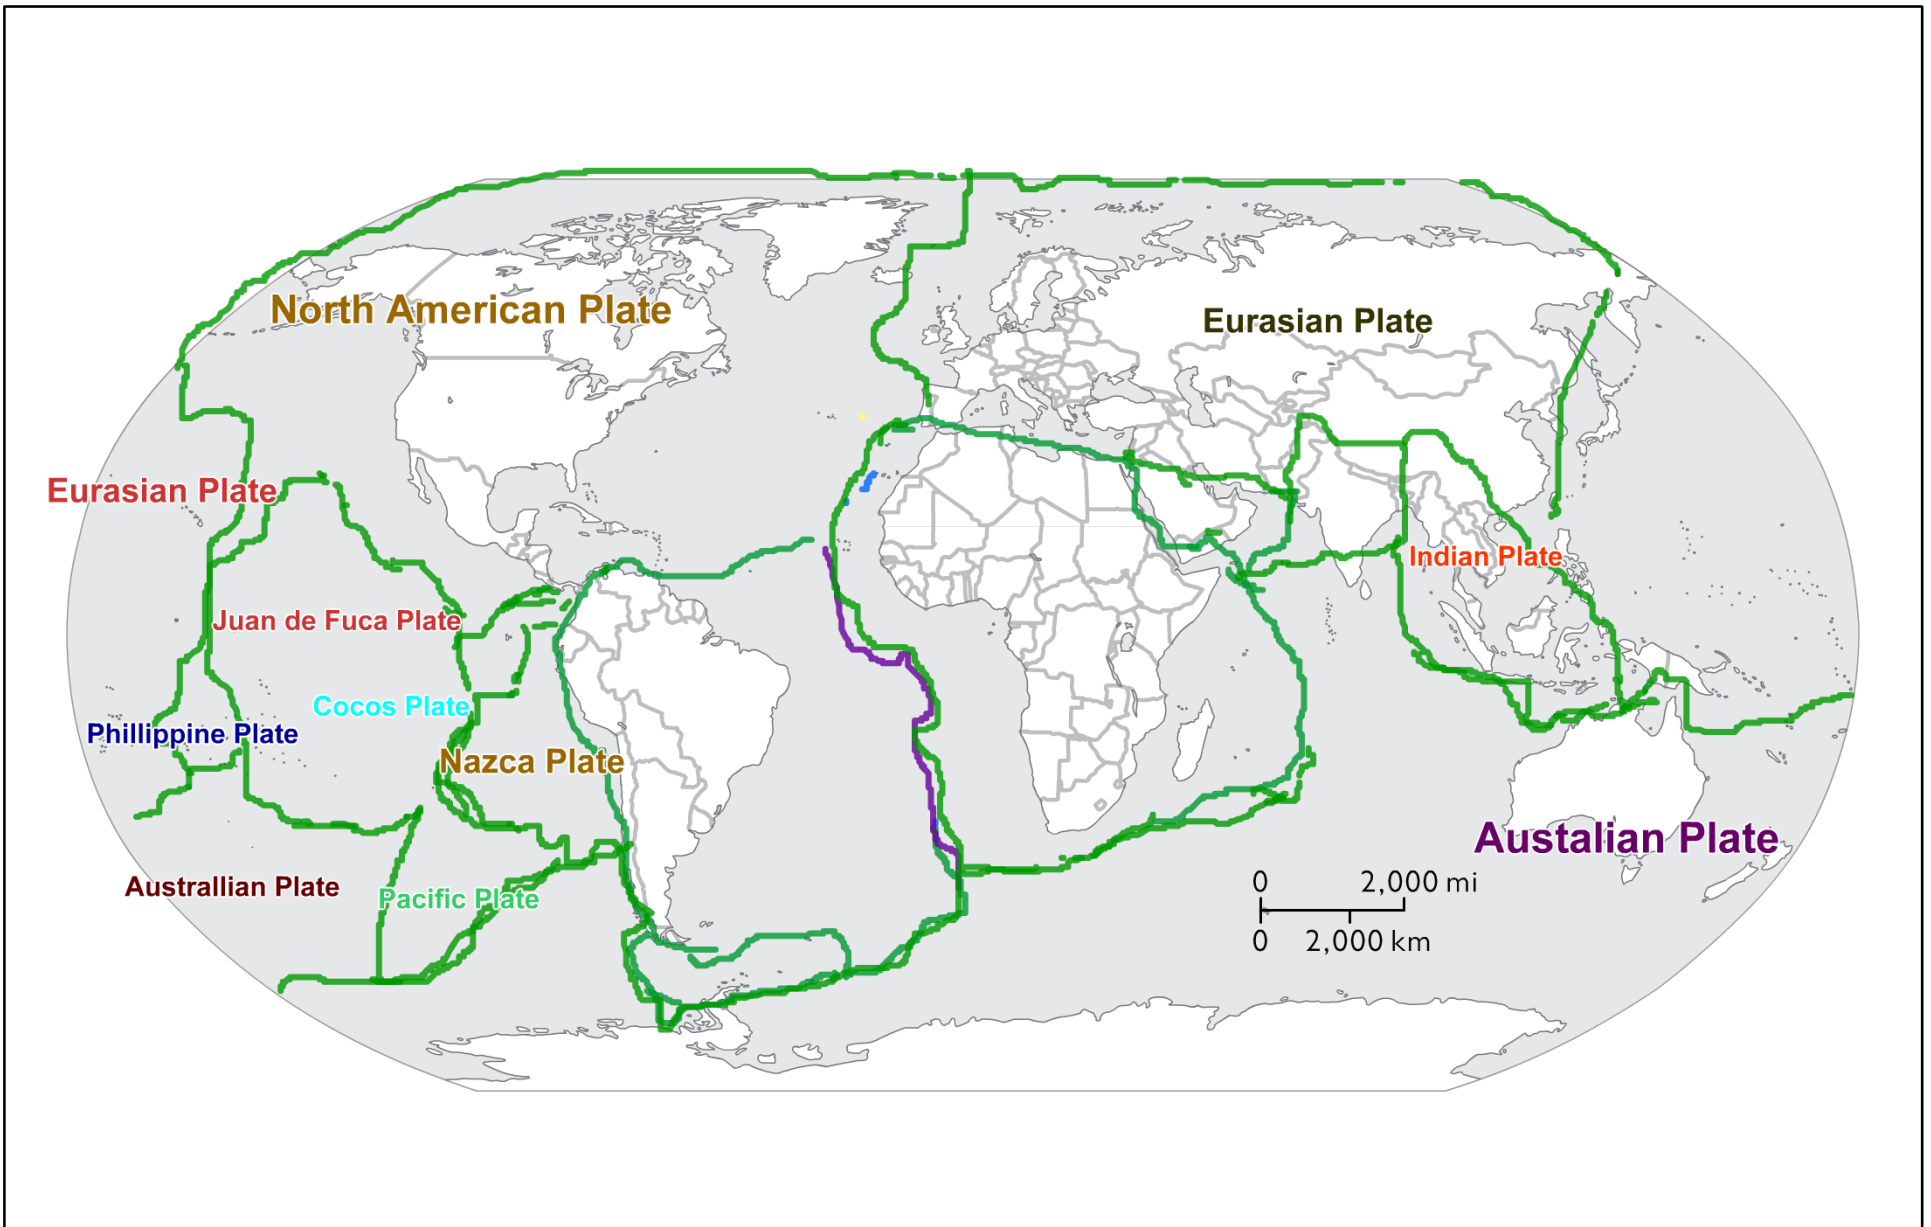 North American Plate
Eurasian Plate
Eurasian Plate
Indian Plate
Juan de Fuca Plate
Cocos Plate
Phillippine Plate
Nazca Plate
Austalian Plate
Australlian Plate
Pacific Plate
0 2,000 mi
0 2,000 km